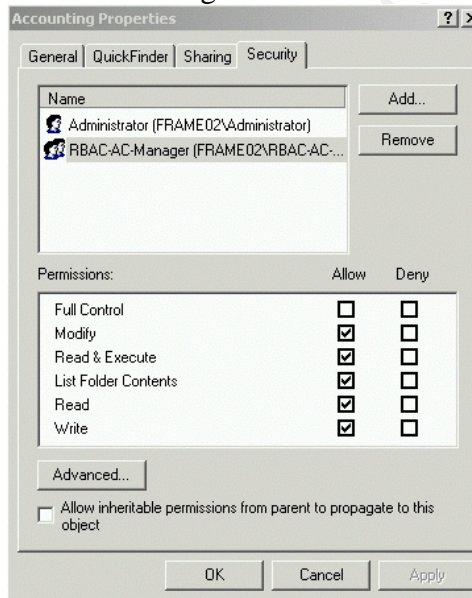 Accounting Properties
General QuickFinder Sharing Security
Name
Add...
Administrator (FRAME02\Administrator)
RBAC-AC-Manager (FRAME02\RBAC-AC-...
Remove
Permissions: Allow Deny
Full Control
Modify
Read & Execute
List Folder Contents
Read
Write
Advanced...
Allow inheritable permissions from parent to propagate to this
object
OK Cancel Apply